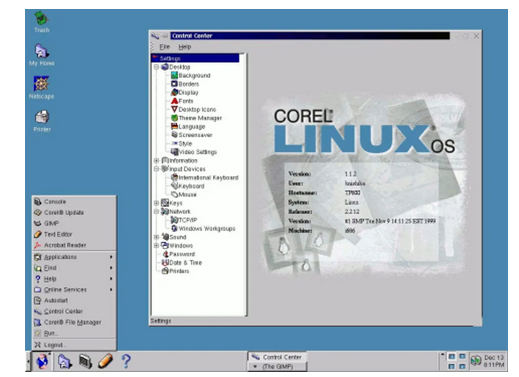 Trash
My Home
Netscape
Printer
Control Center
File Help
Settings
Desktop
Background
Borders
Display
Fonts
Desktop Icons
Theme Manager
Language
Screensaver
Style
Video Settings
Information
Input Devices
International Keyboard
Keyboard
Mouse
Keys
Network
TCP/IP
Windows Workgroups
Sound
Windows
Password
Date & Time
Printers
Settings
COREL®
LINUX® OS
Version: 1.1.2
User:
Hostname: TP600
System: Linux
Release: 2.2.12
Version: #1 SMP Tue Nov 9 14:11:25 EST 1999
Machine: i686
Console
Corel® Update
GIMP
Text Editor
Acrobat Reader
Applications
Find
Help
Online Services
Autostart
Control Center
Corel® File Manager
Run...
Logout...
Control Center
(The GIMP)
Dec 13
8:11PM